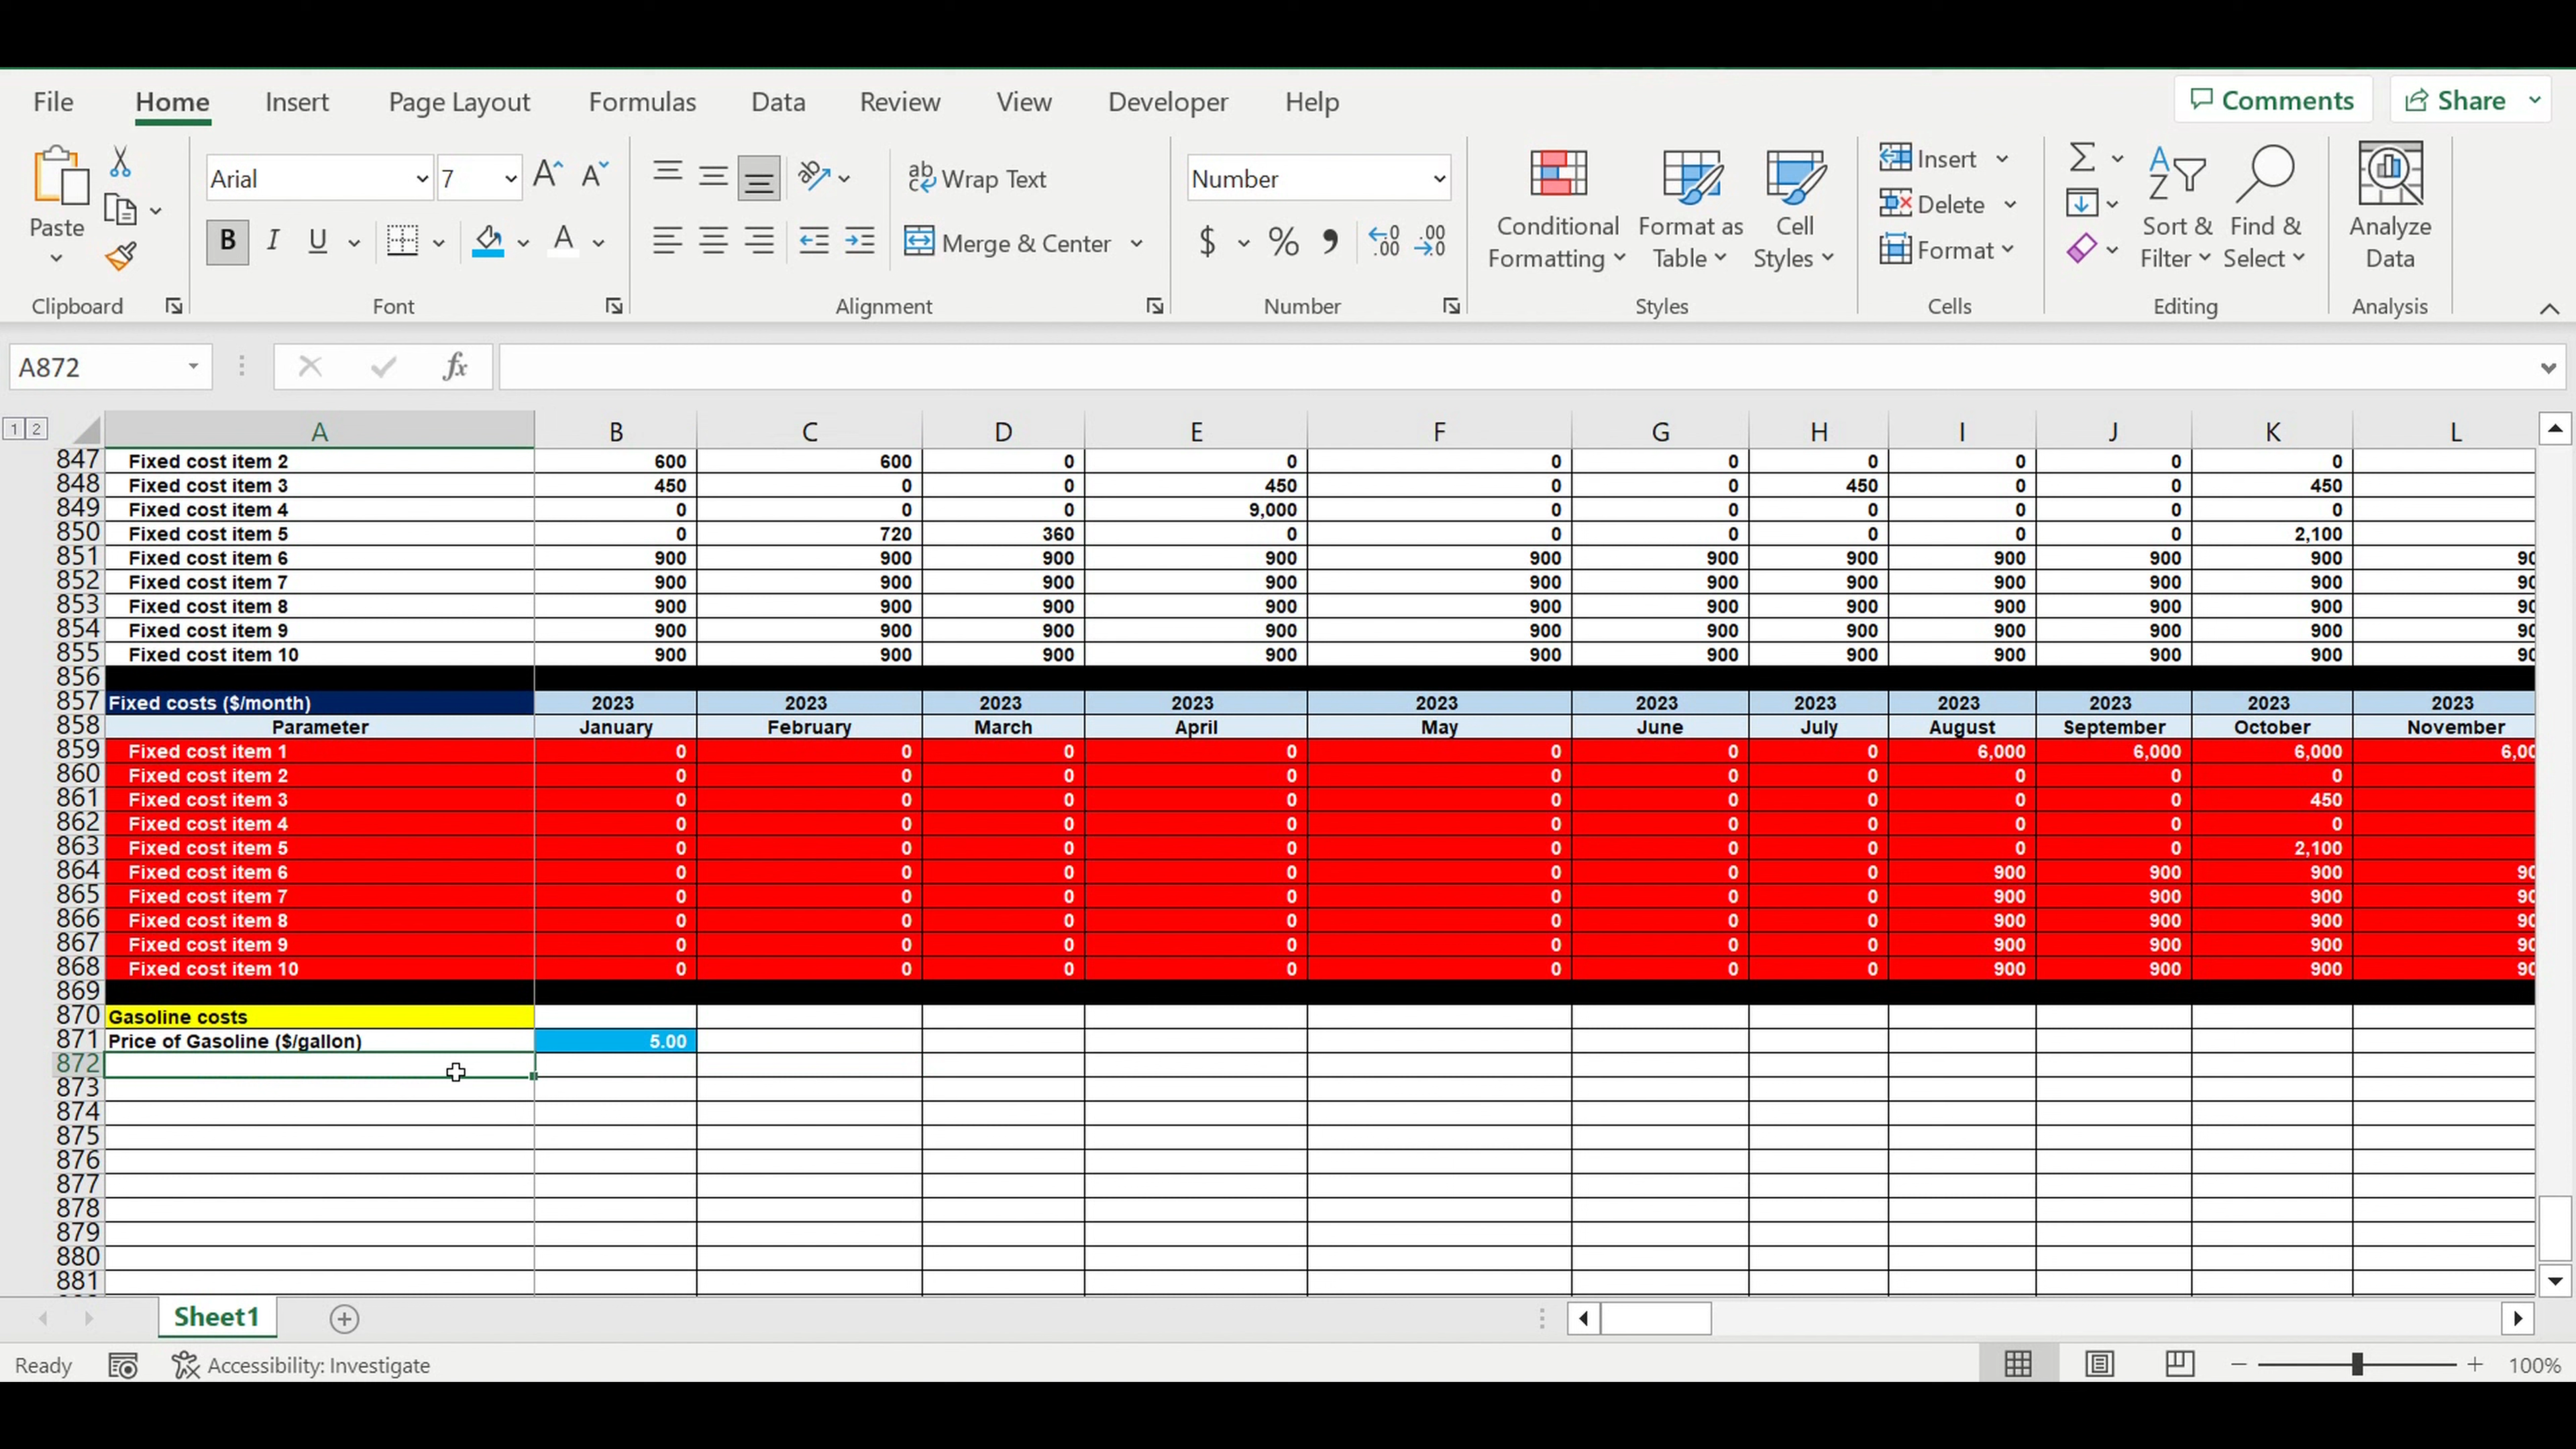 File Home Insert Page Layout Formulas Data Review View Developer Help Comments Share
Paste
Clipboard
Arial 7
B I U
Font
Wrap Text
Merge & Center
Alignment
Number
$ %
Number
Conditional Formatting
Format as Table
Cell Styles
Styles
Insert
Delete
Format
Cells
Sort & Filter
Find & Select
Editing
Analyze Data
Analysis
A872 fx
1 2 A B C D E F G H I J K L
847 Fixed cost item 2 600 600 0 0 0 0 0 0 0 0
848 Fixed cost item 3 450 0 0 450 0 0 450 0 0 450
849 Fixed cost item 4 0 0 0 9,000 0 0 0 0 0 0
850 Fixed cost item 5 0 720 360 0 0 0 0 0 0 2,100
851 Fixed cost item 6 900 900 900 900 900 900 900 900 900 900 90
852 Fixed cost item 7 900 900 900 900 900 900 900 900 900 900 90
853 Fixed cost item 8 900 900 900 900 900 900 900 900 900 900 90
854 Fixed cost item 9 900 900 900 900 900 900 900 900 900 900 90
855 Fixed cost item 10 900 900 900 900 900 900 900 900 900 900 90
856
857 Fixed costs ($/month) 2023 2023 2023 2023 2023 2023 2023 2023 2023 2023 2023
858 Parameter January February March April May June July August September October November
859 Fixed cost item 1 0 0 0 0 0 0 0 6,000 6,000 6,000 6,00
860 Fixed cost item 2 0 0 0 0 0 0 0 0 0 0
861 Fixed cost item 3 0 0 0 0 0 0 0 0 0 450
862 Fixed cost item 4 0 0 0 0 0 0 0 0 0 0
863 Fixed cost item 5 0 0 0 0 0 0 0 0 0 2,100
864 Fixed cost item 6 0 0 0 0 0 0 0 900 900 900 90
865 Fixed cost item 7 0 0 0 0 0 0 0 900 900 900 90
866 Fixed cost item 8 0 0 0 0 0 0 0 900 900 900 90
867 Fixed cost item 9 0 0 0 0 0 0 0 900 900 900 90
868 Fixed cost item 10 0 0 0 0 0 0 0 900 900 900 90
869
870 Gasoline costs
871 Price of Gasoline ($/gallon) 5.00
872
873
874
875
876
877
878
879
880
881
Sheet1
Ready Accessibility: Investigate 100%